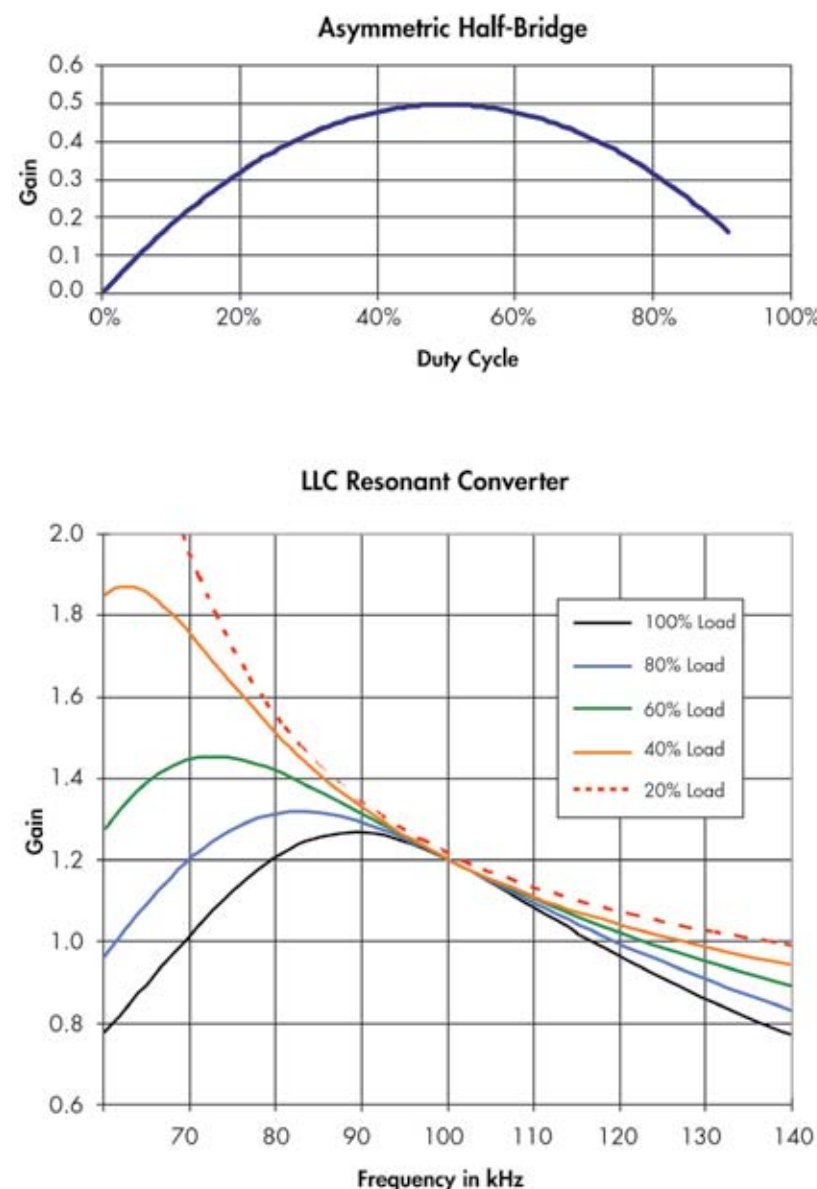 Asymmetric Half-Bridge
0.6
0.5
0.4
0.3
0.2
0.1
0.0
Gain
0% 20% 40% 60% 80% 100%
Duty Cycle
LLC Resonant Converter
2.0
1.8
1.6
1.4
1.2
1.0
0.8
0.6
Gain
100% Load
80% Load
60% Load
40% Load
20% Load
70 80 90 100 110 120 130 140
Frequency in kHz